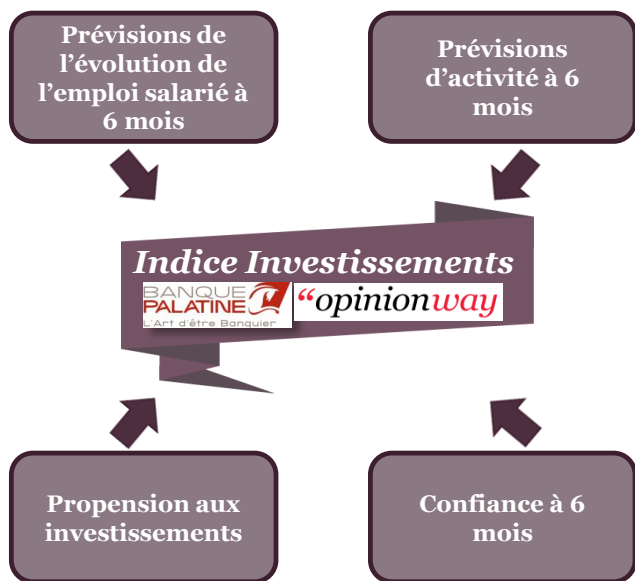 Prévisions de
l’évolution de
l’emploi salarié à
6 mois
Prévisions
d’activité à 6
mois
Indice Investissements
BANQUE
PALATINE
L'Art d'être Banquier
“opinionway
Propension aux
investissements
Confiance à 6
mois